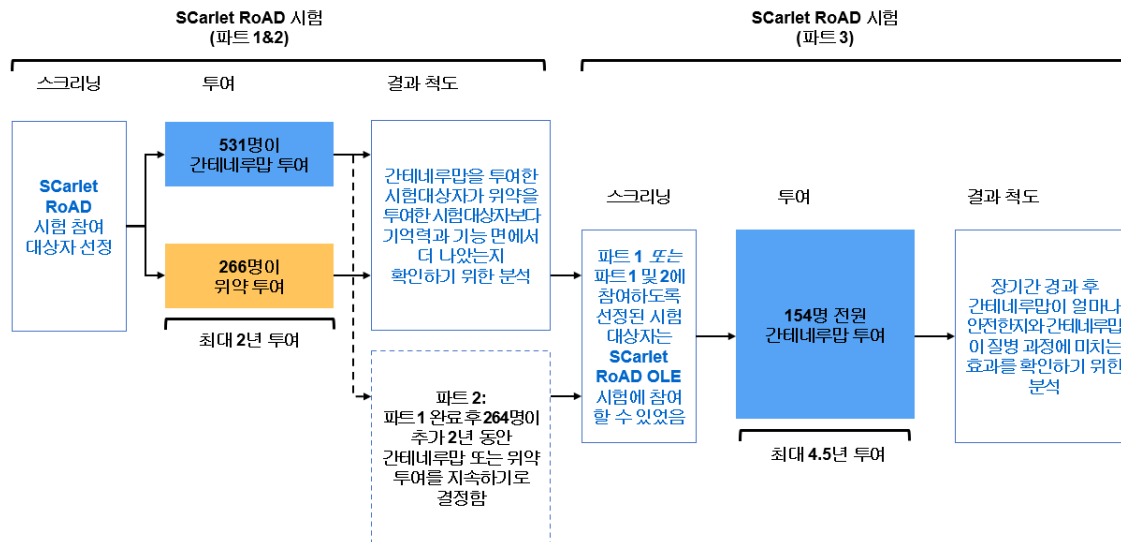 SCarlet RoAD 시험
(파트 1&2)
스크리닝
투여
결과 척도
SCarlet
RoAD
시험 참여
대상자 선정
531명이
간테네루맙 투여
266명이
위약 투여
최대 2년 투여
간테네루맙을 투여한
시험대상자가 위약을
투여한 시험대상자보다
기억력과 기능 면에서
더 나았는지
확인하기 위한 분석
파트 2:
파트1 완료 후 264명이
추가 2년 동안
간테네루맙 또는 위약
투여를 지속하기로
결정함
SCarlet RoAD 시험
(파트 3)
스크리닝
투여
결과 척도
파트 1 또는
파트1 및 2에
참여하도록
선정된 시험
대상자는
SCarlet
RoAD OLE
시험에 참여
할 수 있었음
154명 전원
간테네루맙 투여
최대 4.5년 투여
장기간 경과 후
간테네루맙이 얼마나
안전한지와 간테네루맙
이 질병 과정에 미치는
효과를 확인하기 위한
분석